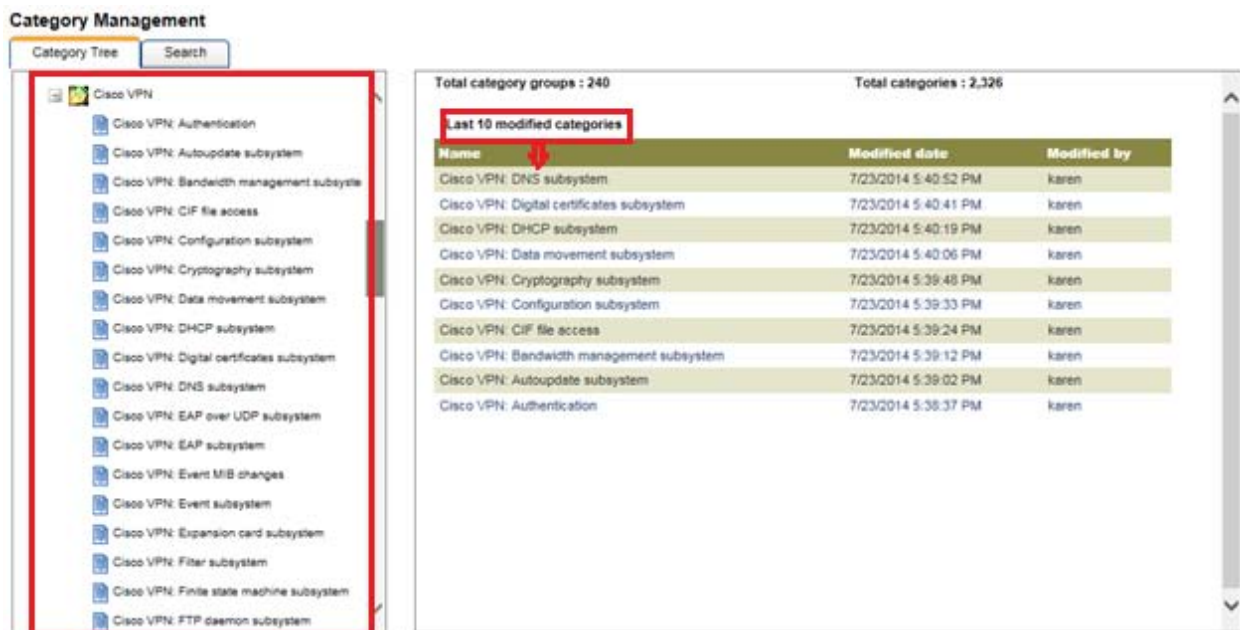 Category Management
Category Tree
Search
Cisco VPN
Cisco VPN: Authentication
Cisco VPN: Autoupdate subsystem
Cisco VPN: Bandwidth management subsyste
Cisco VPN: CIF file access
Cisco VPN: Configuration subsystem
Cisco VPN: Cryptography subsystem
Cisco VPN: Data movement subsystem
Cisco VPN: DHCP subsystem
Cisco VPN: Digital certificates subsystem
Cisco VPN: DNS subsystem
Cisco VPN: EAP over UDP subsystem
Cisco VPN: EAP subsystem
Cisco VPN: Event MIB changes
Cisco VPN: Event subsystem
Cisco VPN: Expansion card subsystem
Cisco VPN: Filter subsystem
Cisco VPN: Finite state machine subsystem
Cisco VPN: FTP daemon subsystem
Total category groups : 240 Total categories : 2,326
Last 10 modified categories
Name Modified date Modified by
Cisco VPN: DNS subsystem 7/23/2014 5:40:52 PM karen
Cisco VPN: Digital certificates subsystem 7/23/2014 5:40:41 PM karen
Cisco VPN: DHCP subsystem 7/23/2014 5:40:19 PM karen
Cisco VPN: Data movement subsystem 7/23/2014 5:40:06 PM karen
Cisco VPN: Cryptography subsystem 7/23/2014 5:39:48 PM karen
Cisco VPN: Configuration subsystem 7/23/2014 5:39:33 PM karen
Cisco VPN: CIF file access 7/23/2014 5:39:24 PM karen
Cisco VPN: Bandwidth management subsystem 7/23/2014 5:39:12 PM karen
Cisco VPN: Autoupdate subsystem 7/23/2014 5:39:02 PM karen
Cisco VPN: Authentication 7/23/2014 5:38:37 PM karen